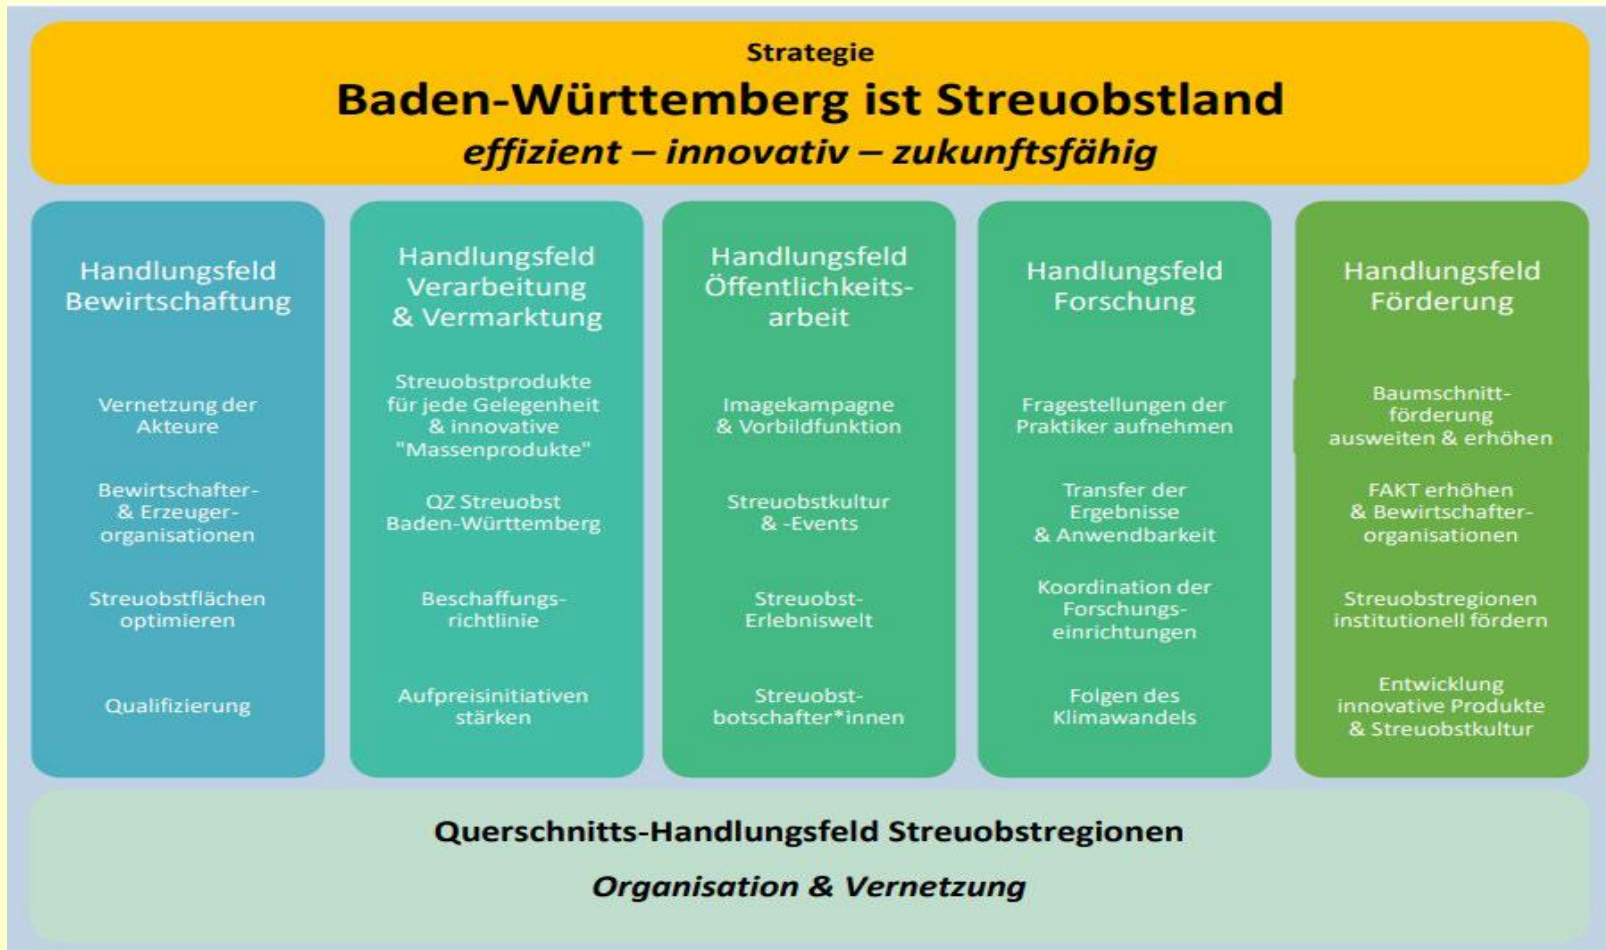 Strategie
Baden-Württemberg ist Streuobstland
effizient – innovativ – zukunftsfähig
Handlungsfeld
Bewirtschaftung
Vernetzung der
Akteure
Bewirtschafter-
& Erzeuger-
organisationen
Streuobstflächen
optimieren
Qualifizierung
Handlungsfeld
Verarbeitung
& Vermarktung
Streuobstprodukte
für jede Gelegenheit
& innovative
"Massenprodukte"
QZ Streuobst
Baden-Württemberg
Beschaffungs-
richtlinie
Aufpreisinitiativen
stärken
Handlungsfeld
Öffentlichkeits-
arbeit
Imagekampagne
& Vorbildfunktion
Streuobstkultur
& -Events
Streuobst-
Erlebniswelt
Streuobst-
botschafter*innen
Handlungsfeld
Forschung
Fragestellungen der
Praktiker aufnehmen
Transfer der
Ergebnisse
& Anwendbarkeit
Koordination der
Forschungs-
einrichtungen
Folgen des
Klimawandels
Handlungsfeld
Förderung
Baumschnitt-
förderung
ausweiten & erhöhen
FAKT erhöhen
& Bewirtschafter-
organisationen
Streuobstregionen
institutionell fördern
Entwicklung
innovative Produkte
& Streuobstkultur
Querschnitts-Handlungsfeld Streuobstregionen
Organisation & Vernetzung